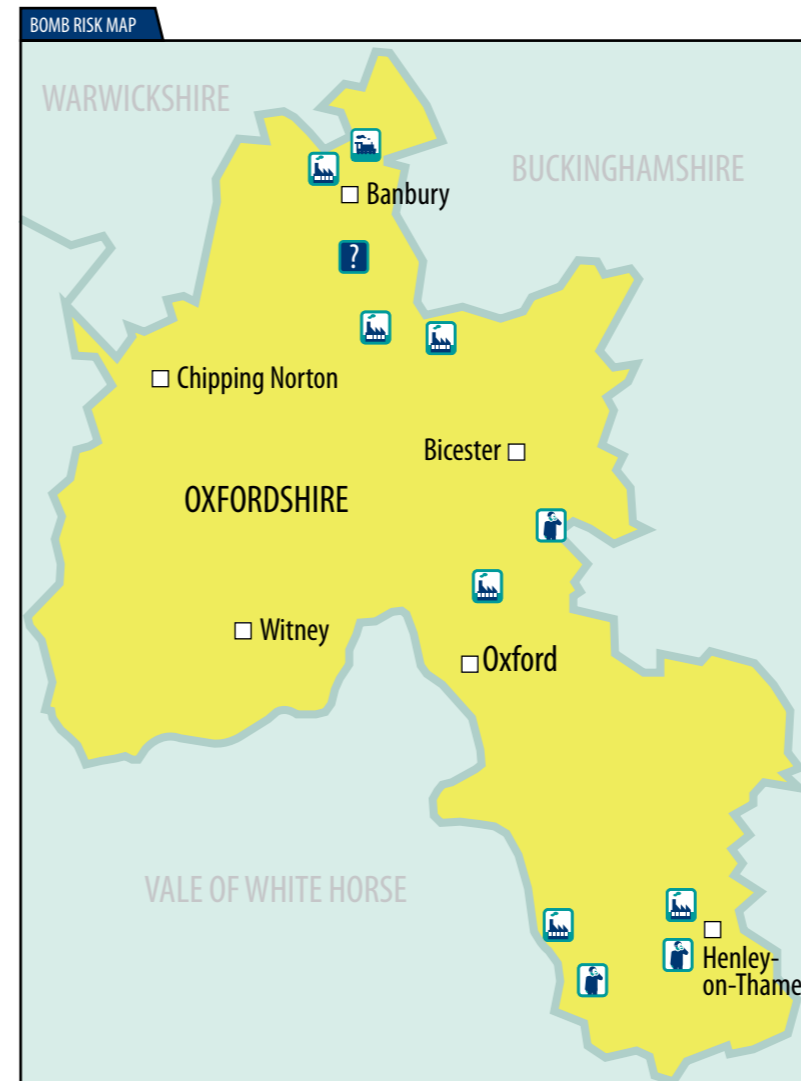 BOMB RISK MAP
WARWICKSHIRE
BUCKINGHAMSHIRE
Banbury
?
Chipping Norton
Bicester
OXFORDSHIRE
Witney
Oxford
VALE OF WHITE HORSE
Henley-
on-Thame